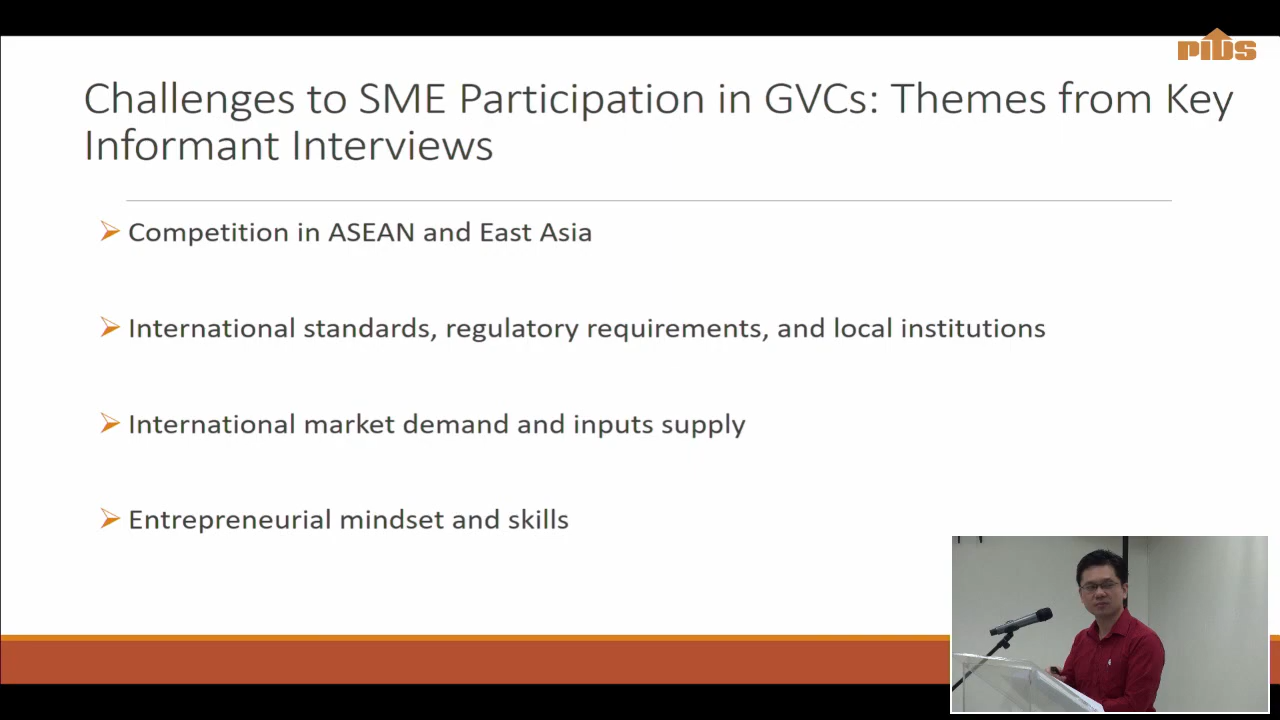 PIDS
Challenges to SME Participation in GVCs: Themes from Key
Informant Interviews
Competition in ASEAN and East Asia
International standards, regulatory requirements, and local institutions
International market demand and inputs supply
Entrepreneurial mindset and skills